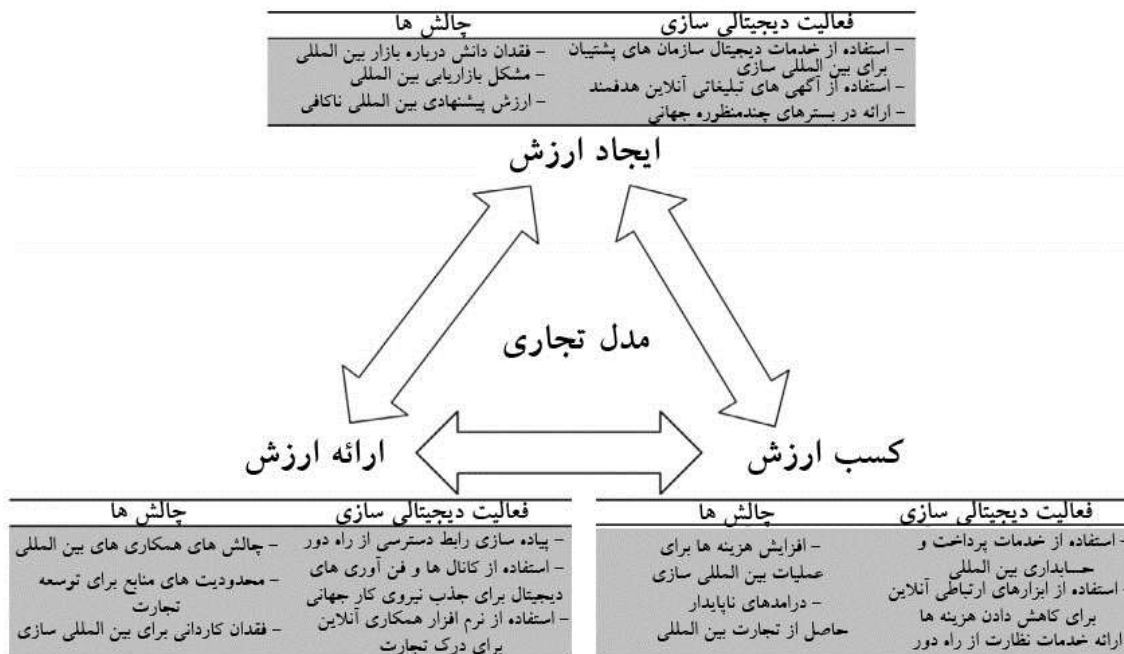 فعالیت دیجیتالی سازی
چالش ها
– استفاده از خدمات دیجیتال سازمان های پشتیبان
برای بین المللی سازی
– استفاده از آگهی های تبلیغاتی آنلاین هدفمند
– ارائه در بسترهای چندمنظوره جهانی
– فقدان دانش درباره بازار بین المللی
– مشکل بازاریابی بین المللی
– ارزش پیشنهادی بین المللی ناکافی
ایجاد ارزش
مدل تجاری
کسب ارزش
ارائه ارزش
فعالیت دیجیتالی سازی
چالش ها
– استفاده از خدمات پرداخت و
حسابداری بین المللی
– استفاده از ابزارهای ارتباطی آنلاین
برای کاهش دادن هزینه ها
ارائه خدمات نظارت از راه دور
– افزایش هزینه ها برای
عملیات بین المللی سازی
– درامدهای ناپایدار
حاصل از تجارت بین المللی
فعالیت دیجیتالی سازی
چالش ها
– پیاده سازی رابط دسترسی از راه دور
– استفاده از کانال ها و فن آوری های
دیجیتال برای جذب نیروی کار جهانی
– استفاده از نرم افزار همکاری آنلاین
برای درک تجارت
– چالش های همکاری های بین المللی
– محدودیت های منابع برای توسعه
تجارت
– فقدان کاردانی برای بین المللی سازی